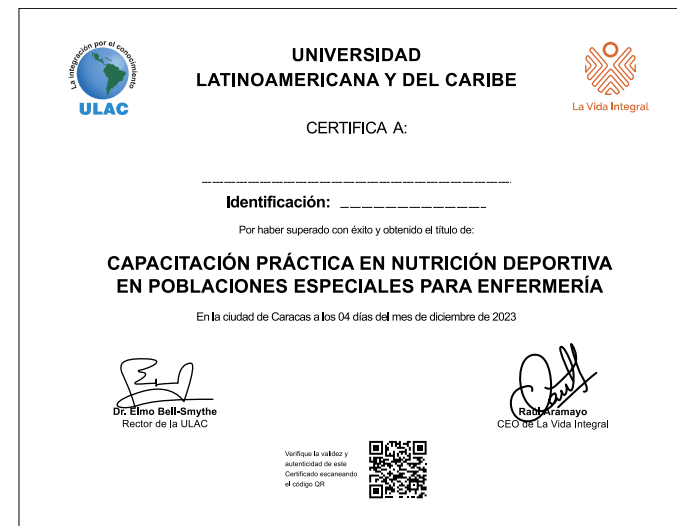 La integración por el conocimiento
ULAC
UNIVERSIDAD
LATINOAMERICANA Y DEL CARIBE
La Vida Integral
CERTIFICA A:
Identificación:
Por haber superado con éxito y obtenido el título de:
CAPACITACIÓN PRÁCTICA EN NUTRICIÓN DEPORTIVA
EN POBLACIONES ESPECIALES PARA ENFERMERÍA
En la ciudad de Caracas a los 04 días del mes de diciembre de 2023
Dr. Elmo Bell-Smythe
Rector de la ULAC
Raúl Aramayo
CEO de La Vida Integral
Verifique la validez y
autenticidad de este
Certificado escaneando
el código QR